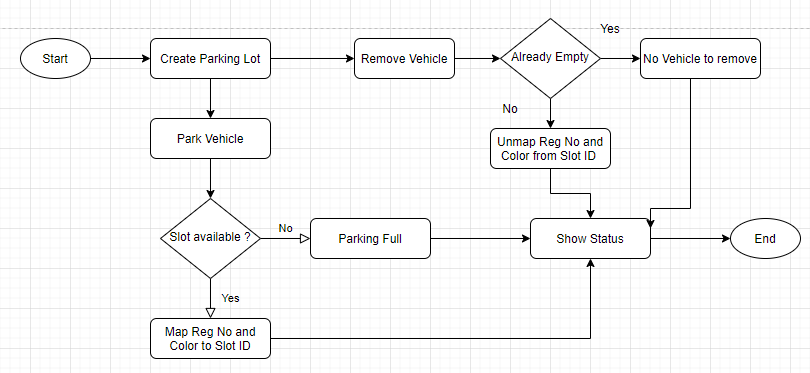 Yes
Start
Create Parking Lot
Remove Vehicle
Already Empty
No Vehicle to remove
No
Park Vehicle
Unmap Reg No and
Color from Slot ID
Slot available ?
No
Parking Full
Show Status
End
Yes
Map Reg No and
Color to Slot ID